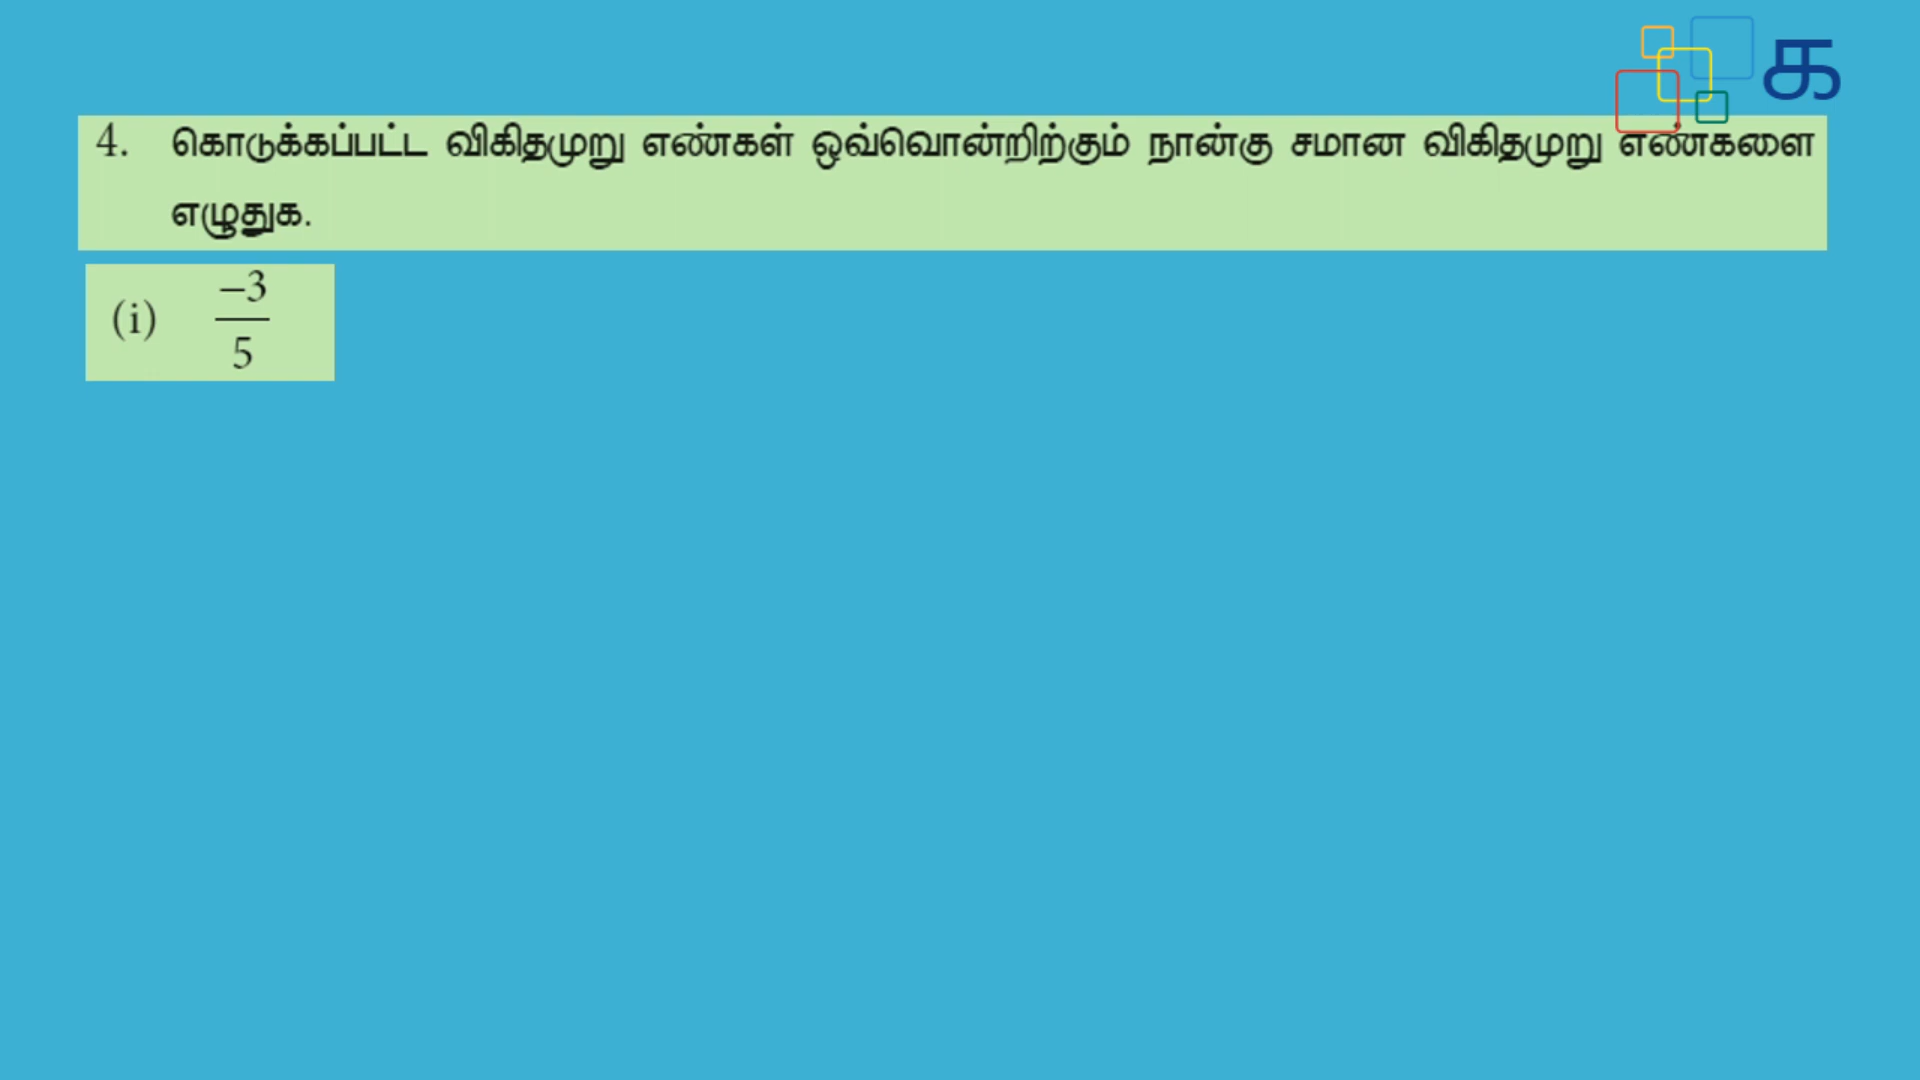 க
4. கொடுக்கப்பட்ட விகிதமுறு எண்கள் ஒவ்வொன்றிற்கும் நான்கு சமான விகிதமுறு எண்களை
எழுதுக.
(i) −3/5